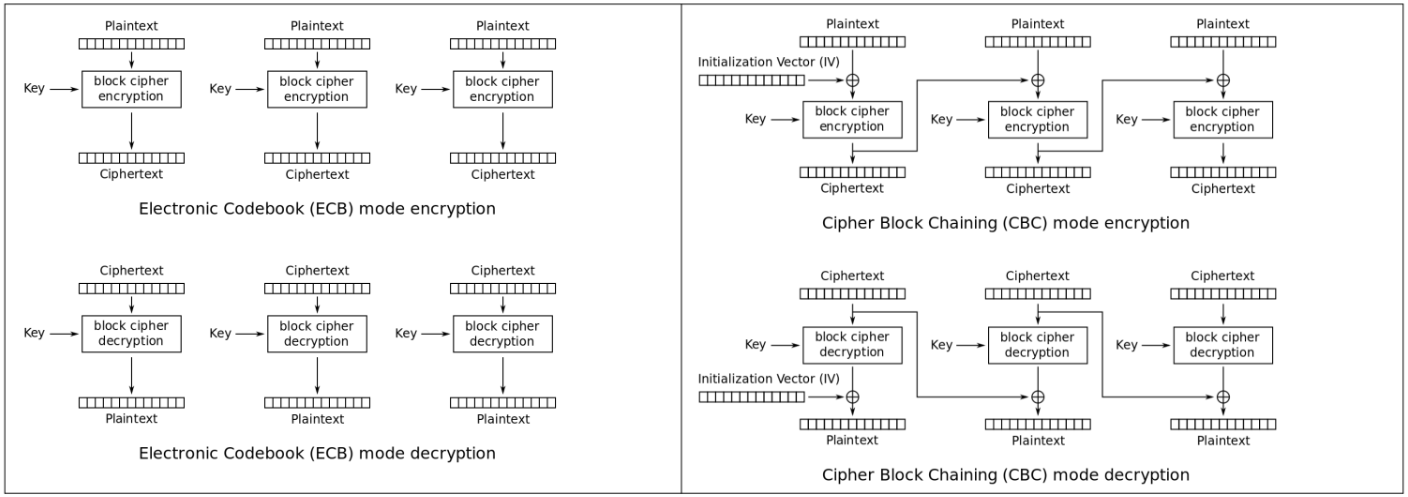 Plaintext Plaintext Plaintext
Key block cipher encryption Key block cipher encryption Key block cipher encryption
Ciphertext Ciphertext Ciphertext
Electronic Codebook (ECB) mode encryption
Ciphertext Ciphertext Ciphertext
Key block cipher decryption Key block cipher decryption Key block cipher decryption
Plaintext Plaintext Plaintext
Electronic Codebook (ECB) mode decryption
Plaintext Plaintext Plaintext
Initialization Vector (IV)
Key block cipher encryption Key block cipher encryption Key block cipher encryption
Ciphertext Ciphertext Ciphertext
Cipher Block Chaining (CBC) mode encryption
Ciphertext Ciphertext Ciphertext
Key block cipher decryption Key block cipher decryption Key block cipher decryption
Initialization Vector (IV)
Plaintext Plaintext Plaintext
Cipher Block Chaining (CBC) mode decryption